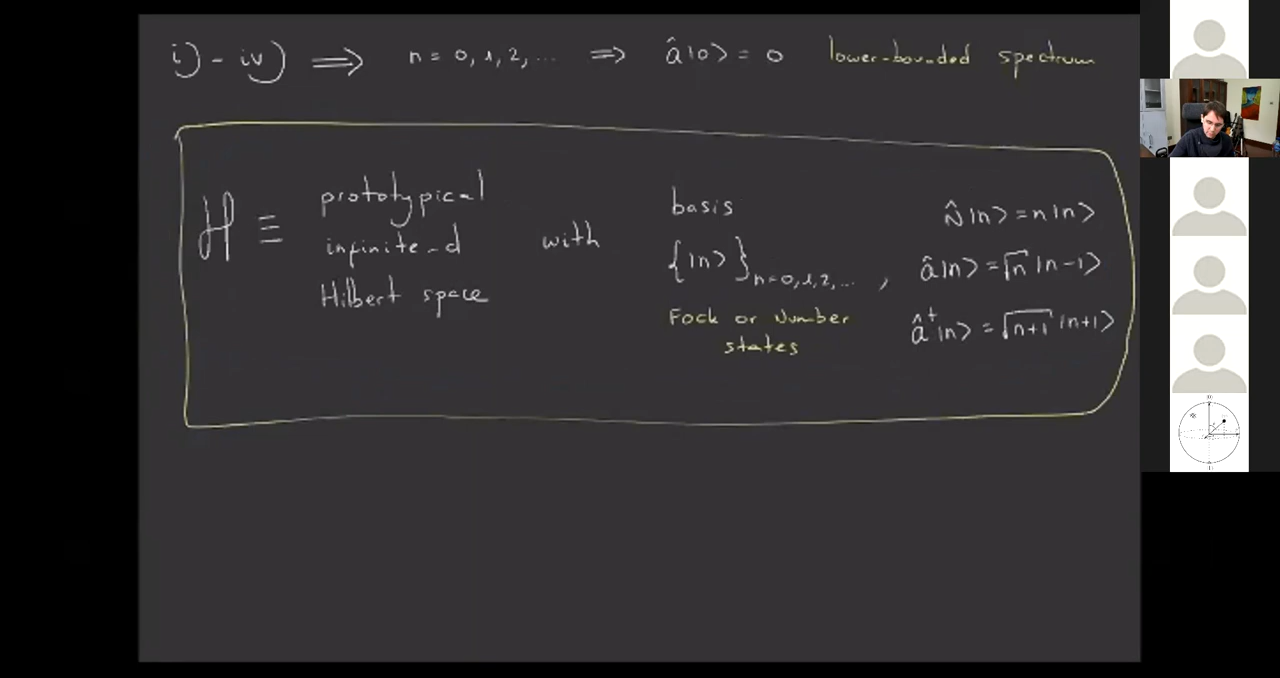 i) - iv) ⟹ n = 0, 1, 2, ... ⟹ â|0⟩ = 0 lower-bounded spectrum
ℋ ≡ prototypical
infinite-d
Hilbert space
with
basis
{|n⟩}n=0,1,2,... ,
Fock or Number
states
N̂|n⟩ = n|n⟩
â|n⟩ = √n |n-1⟩
â†|n⟩ = √n+1 |n+1⟩